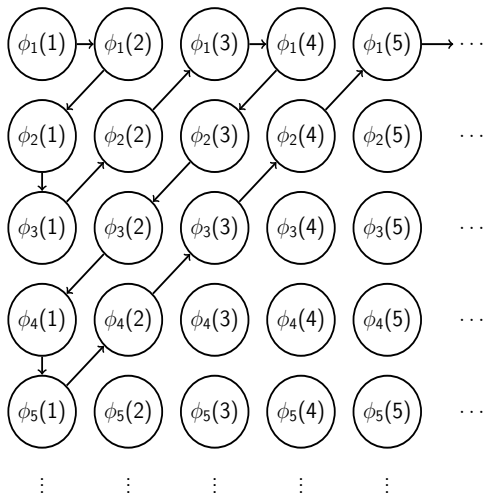 ϕ₁(1) ϕ₁(2) ϕ₁(3) ϕ₁(4) ϕ₁(5) ⋯
ϕ₂(1) ϕ₂(2) ϕ₂(3) ϕ₂(4) ϕ₂(5) ⋯
ϕ₃(1) ϕ₃(2) ϕ₃(3) ϕ₃(4) ϕ₃(5) ⋯
ϕ₄(1) ϕ₄(2) ϕ₄(3) ϕ₄(4) ϕ₄(5) ⋯
ϕ₅(1) ϕ₅(2) ϕ₅(3) ϕ₅(4) ϕ₅(5) ⋯
⋮ ⋮ ⋮ ⋮ ⋮